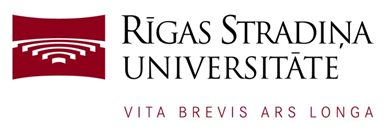 RĪGAS STRADIŅA
UNIVERSITĀTE
VITA BREVIS ARS LONGA